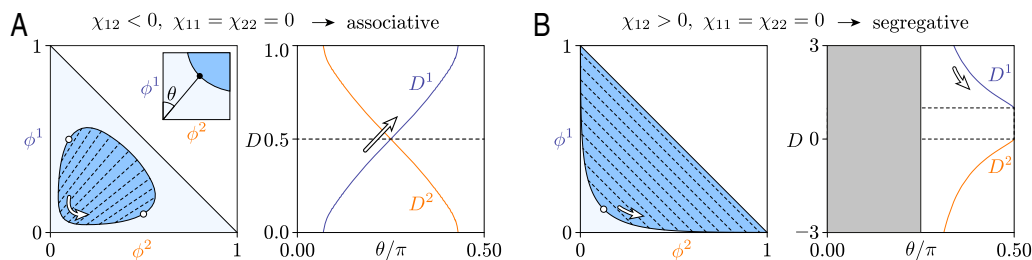 A
χ₁₂ < 0, χ₁₁ = χ₂₂ = 0 → associative
1
ϕ¹
0
0
ϕ²
1
ϕ¹
θ
ϕ²
1.0
D 0.5
0.0
0.00
θ/π
0.50
D¹
D²
B
χ₁₂ > 0, χ₁₁ = χ₂₂ = 0 → segregative
1
ϕ¹
0
0
ϕ²
1
3
D 0
−3
0.00
θ/π
0.50
D¹
D²